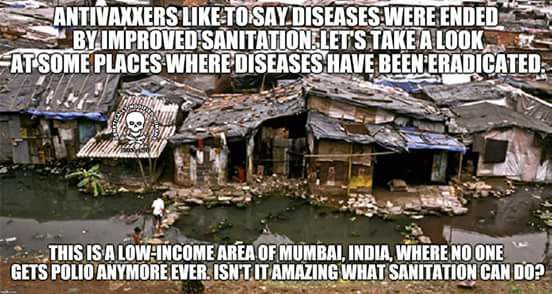 ANTIVAXXERS LIKE TO SAY DISEASES WERE ENDED
BY IMPROVED SANITATION. LET'S TAKE A LOOK
AT SOME PLACES WHERE DISEASES HAVE BEEN ERADICATED.
THIS IS A LOW-INCOME AREA OF MUMBAI, INDIA, WHERE NO ONE
GETS POLIO ANYMORE EVER. ISN'T IT AMAZING WHAT SANITATION CAN DO?